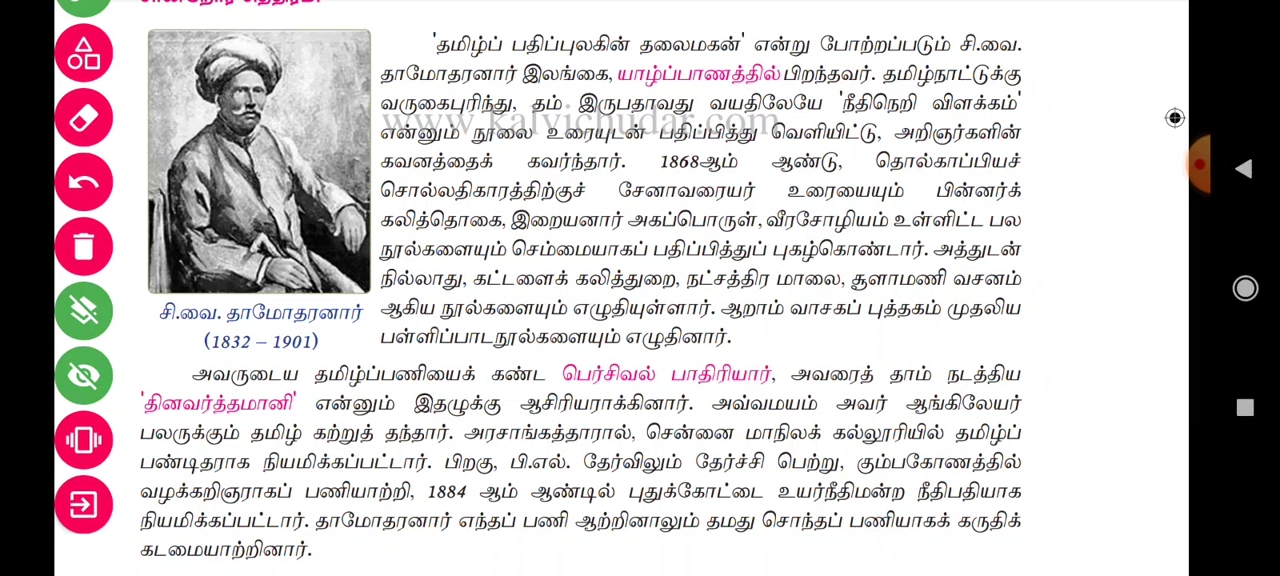 'தமிழ்ப் பதிப்புலகின் தலைமகன்' என்று போற்றப்படும் சி.வை.
தாமோதரனார் இலங்கை, யாழ்ப்பாணத்தில் பிறந்தவர். தமிழ்நாட்டுக்கு
வருகைபுரிந்து, தம் இருபதாவது வயதிலேயே 'நீதிநெறி விளக்கம்'
www.kalvichudar.com
என்னும் நூலை உரையுடன் பதிப்பித்து வெளியிட்டு, அறிஞர்களின்
கவனத்தைக் கவர்ந்தார். 1868ஆம் ஆண்டு, தொல்காப்பியச்
சொல்லதிகாரத்திற்குச் சேனாவரையர் உரையையும் பின்னர்க்
கலித்தொகை, இறையனார் அகப்பொருள், வீரசோழியம் உள்ளிட்ட பல
நூல்களையும் செம்மையாகப் பதிப்பித்துப் புகழ்கொண்டார். அத்துடன்
நில்லாது, கட்டளைக் கலித்துறை, நட்சத்திர மாலை, சூளாமணி வசனம்
ஆகிய நூல்களையும் எழுதியுள்ளார். ஆறாம் வாசகப் புத்தகம் முதலிய
பள்ளிப்பாடநூல்களையும் எழுதினார்.
சி.வை. தாமோதரனார்
(1832 – 1901)
அவருடைய தமிழ்ப்பணியைக் கண்ட பெர்சிவல் பாதிரியார், அவரைத் தாம் நடத்திய
'தினவர்த்தமானி' என்னும் இதழுக்கு ஆசிரியராக்கினார். அவ்வமயம் அவர் ஆங்கிலேயர்
பலருக்கும் தமிழ் கற்றுத் தந்தார். அரசாங்கத்தாரால், சென்னை மாநிலக் கல்லூரியில் தமிழ்ப்
பண்டிதராக நியமிக்கப்பட்டார். பிறகு, பி.எல். தேர்விலும் தேர்ச்சி பெற்று, கும்பகோணத்தில்
வழக்கறிஞராகப் பணியாற்றி, 1884 ஆம் ஆண்டில் புதுக்கோட்டை உயர்நீதிமன்ற நீதிபதியாக
நியமிக்கப்பட்டார். தாமோதரனார் எந்தப் பணி ஆற்றினாலும் தமது சொந்தப் பணியாகக் கருதிக்
கடமையாற்றினார்.